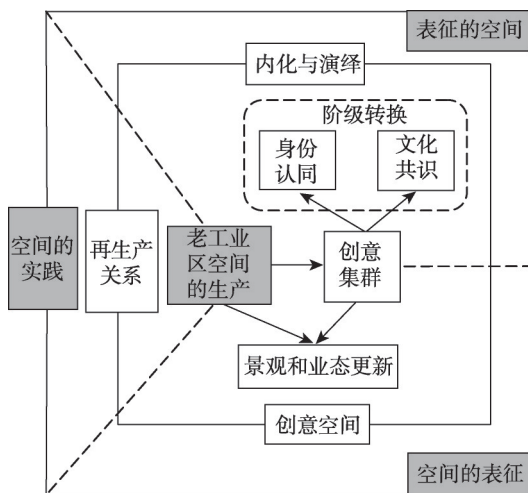 表征的空间
内化与演绎
阶级转换
身份
认同
文化
共识
空间的
实践
再生产
关系
老工业
区空间
的生产
创意
集群
景观和业态更新
创意空间
空间的表征